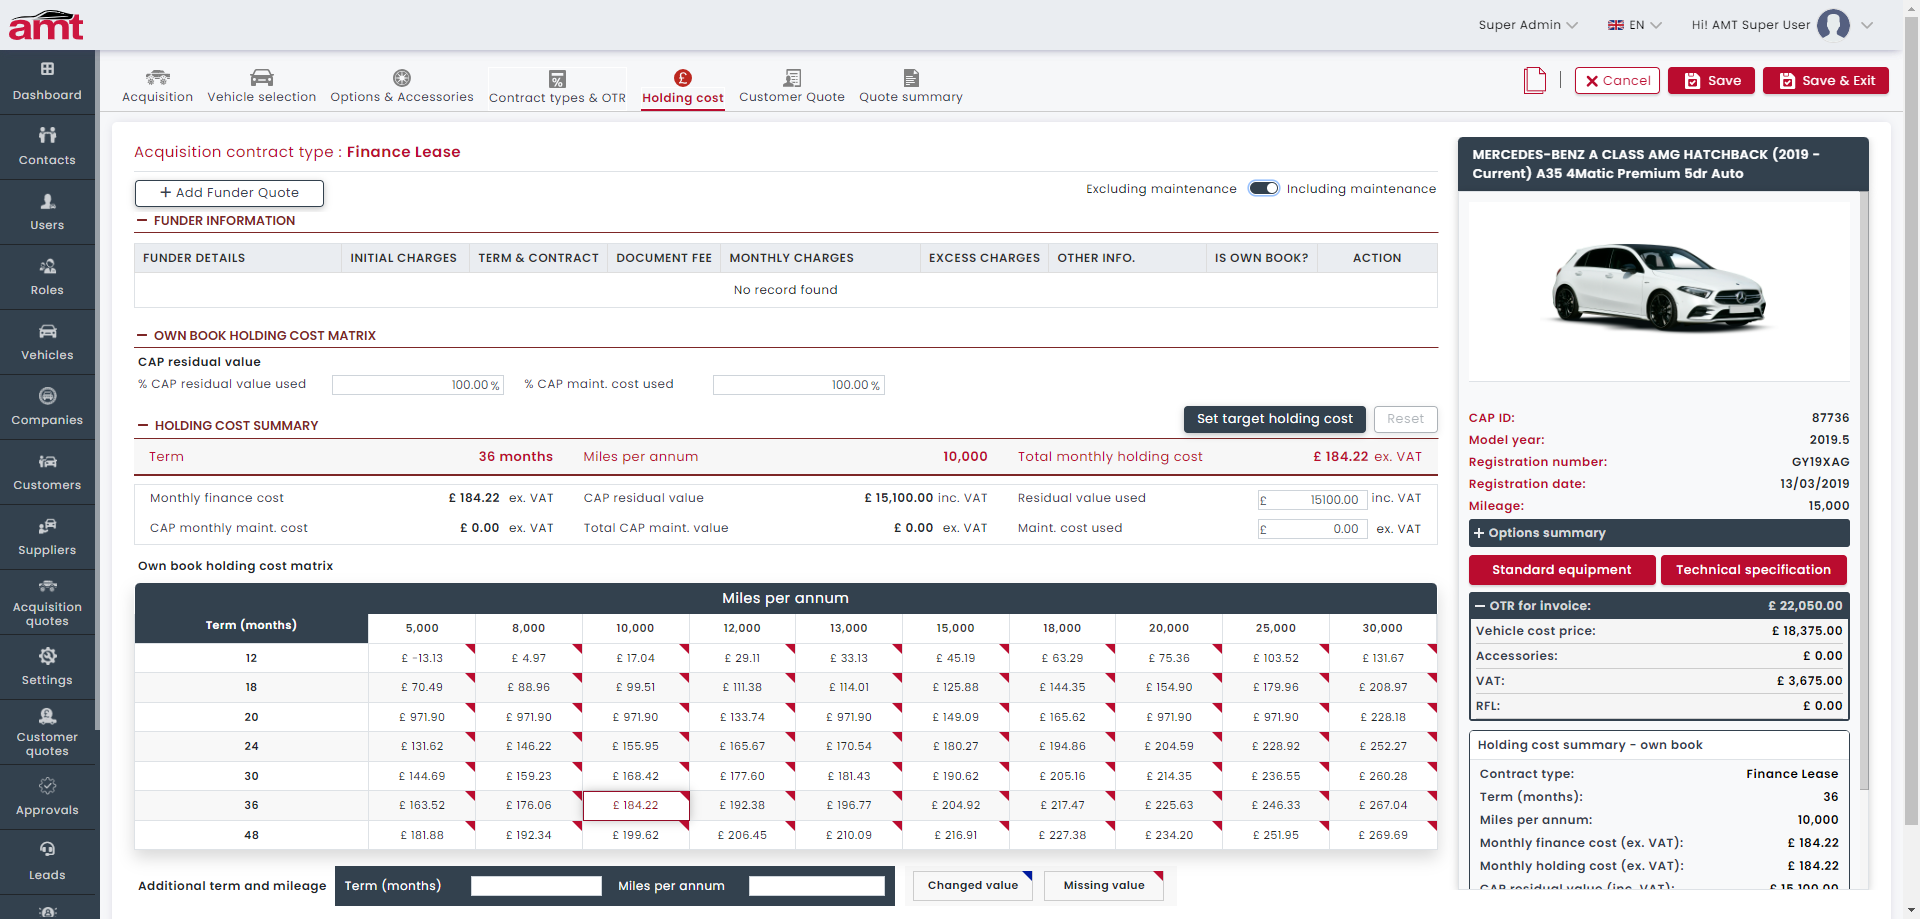 amt
Super Admin
EN
Hi! AMT Super User
Dashboard
Contacts
Users
Roles
Vehicles
Companies
Customers
Suppliers
Acquisition
quotes
Settings
Customer
quotes
Approvals
Leads
Acquisition
Vehicle selection
Options & Accessories
Contract types & OTR
Holding cost
Customer Quote
Quote summary
Cancel
Save
Save & Exit
Acquisition contract type : Finance Lease
+ Add Funder Quote
Excluding maintenance Including maintenance
FUNDER INFORMATION
FUNDER DETAILS INITIAL CHARGES TERM & CONTRACT DOCUMENT FEE MONTHLY CHARGES EXCESS CHARGES OTHER INFO. IS OWN BOOK? ACTION
No record found
OWN BOOK HOLDING COST MATRIX
CAP residual value
% CAP residual value used 100.00 % % CAP maint. cost used 100.00 %
HOLDING COST SUMMARY
Set target holding cost Reset
Term 36 months Miles per annum 10,000 Total monthly holding cost £ 184.22 ex. VAT
Monthly finance cost £ 184.22 ex. VAT CAP residual value £ 15,100.00 inc. VAT Residual value used £ 15100.00 inc. VAT
CAP monthly maint. cost £ 0.00 ex. VAT Total CAP maint. value £ 0.00 ex. VAT Maint. cost used £ 0.00 ex. VAT
Own book holding cost matrix
Miles per annum
Term (months)
5,000 8,000 10,000 12,000 13,000 15,000 18,000 20,000 25,000 30,000
12 £ -13.13 £ 4.97 £ 17.04 £ 29.11 £ 33.13 £ 45.19 £ 63.29 £ 75.36 £ 103.52 £ 131.67
18 £ 70.49 £ 88.96 £ 99.51 £ 111.38 £ 114.01 £ 125.88 £ 144.35 £ 154.90 £ 179.96 £ 208.97
20 £ 971.90 £ 971.90 £ 971.90 £ 133.74 £ 971.90 £ 149.09 £ 165.62 £ 971.90 £ 971.90 £ 228.18
24 £ 131.62 £ 146.22 £ 155.95 £ 165.67 £ 170.54 £ 180.27 £ 194.86 £ 204.59 £ 228.92 £ 252.27
30 £ 144.69 £ 159.23 £ 168.42 £ 177.60 £ 181.43 £ 190.62 £ 205.16 £ 214.35 £ 236.55 £ 260.28
36 £ 163.52 £ 176.06 £ 184.22 £ 192.38 £ 196.77 £ 204.92 £ 217.47 £ 225.63 £ 246.33 £ 267.04
48 £ 181.88 £ 192.34 £ 199.62 £ 206.45 £ 210.09 £ 216.91 £ 227.38 £ 234.20 £ 251.95 £ 269.69
Additional term and mileage Term (months) Miles per annum Changed value Missing value
MERCEDES-BENZ A CLASS AMG HATCHBACK (2019 -
Current) A35 4Matic Premium 5dr Auto
CAP ID: 87736
Model year: 2019.5
Registration number: GY19XAG
Registration date: 13/03/2019
Mileage: 15,000
+ Options summary
Standard equipment Technical specification
OTR for invoice: £ 22,050.00
Vehicle cost price: £ 18,375.00
Accessories: £ 0.00
VAT: £ 3,675.00
RFL: £ 0.00
Holding cost summary - own book
Contract type: Finance Lease
Term (months): 36
Miles per annum: 10,000
Monthly finance cost (ex. VAT): £ 184.22
Monthly holding cost (ex. VAT): £ 184.22
CAP residual value (inc. VAT): £ 15,100.00